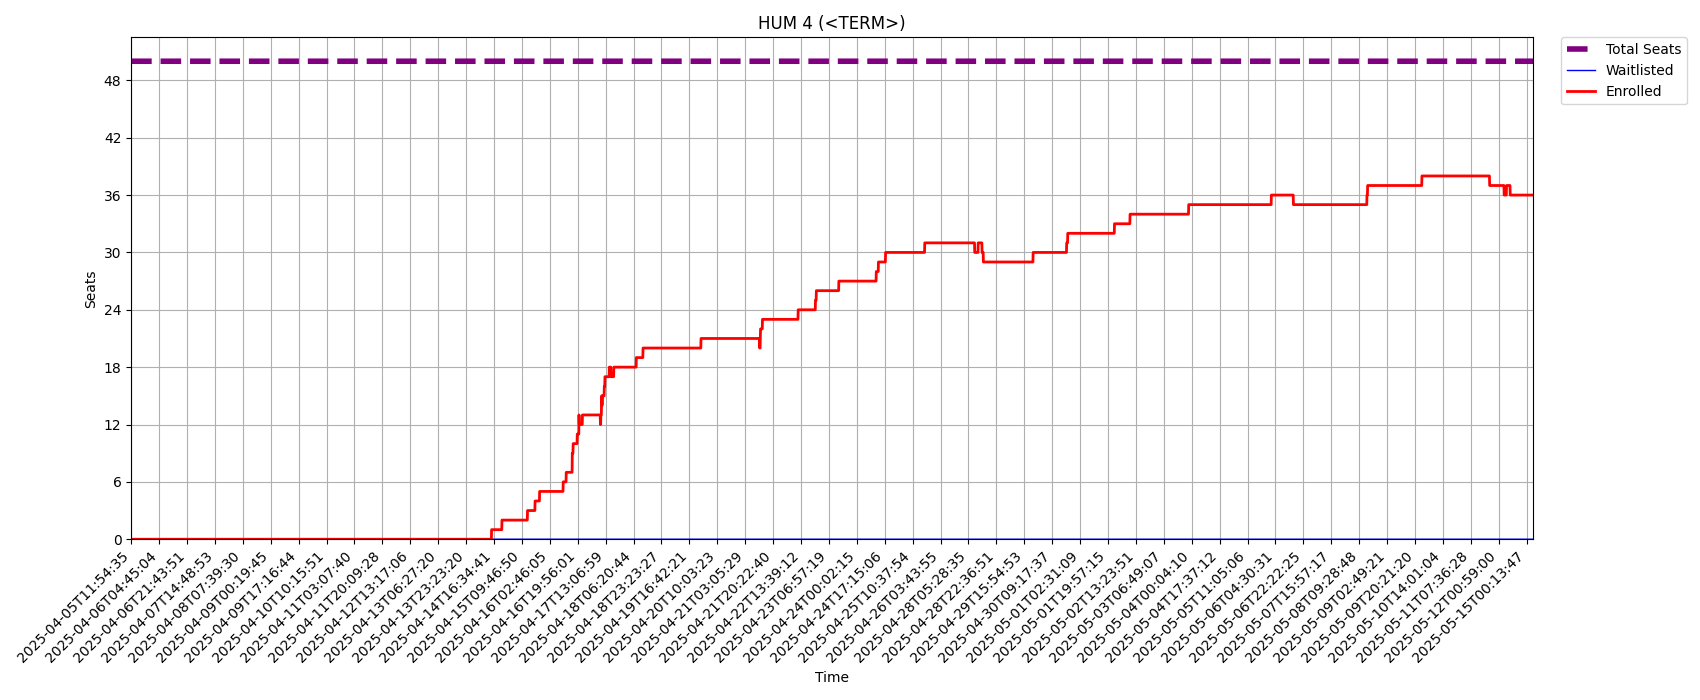 HUM 4 (<TERM>)
Total Seats
Waitlisted
Enrolled
48
42
36
30
24
18
12
6
0
Seats
2025-04-05T11:54:35
2025-04-06T04:45:04
2025-04-06T21:43:51
2025-04-07T14:48:53
2025-04-08T07:39:30
2025-04-09T00:19:45
2025-04-09T17:16:44
2025-04-10T10:15:51
2025-04-11T03:07:40
2025-04-11T20:09:28
2025-04-12T13:17:06
2025-04-13T06:27:20
2025-04-13T23:23:20
2025-04-14T16:34:41
2025-04-15T09:46:50
2025-04-16T02:46:05
2025-04-16T19:56:01
2025-04-17T13:06:59
2025-04-18T06:20:44
2025-04-18T23:23:27
2025-04-19T16:42:21
2025-04-20T10:03:23
2025-04-21T03:05:29
2025-04-21T20:22:40
2025-04-22T13:39:12
2025-04-23T06:57:19
2025-04-24T00:02:15
2025-04-24T17:15:06
2025-04-25T10:37:54
2025-04-26T03:43:55
2025-04-28T05:28:35
2025-04-28T22:36:51
2025-04-29T15:54:53
2025-04-30T09:17:37
2025-05-01T02:31:09
2025-05-01T19:57:15
2025-05-02T13:23:51
2025-05-03T06:49:07
2025-05-04T00:04:10
2025-05-04T17:37:12
2025-05-05T11:05:06
2025-05-06T04:30:31
2025-05-06T22:22:25
2025-05-07T15:57:17
2025-05-08T09:28:48
2025-05-09T02:49:21
2025-05-09T20:21:20
2025-05-10T14:01:04
2025-05-11T07:36:28
2025-05-12T00:59:00
2025-05-15T00:13:47
Time